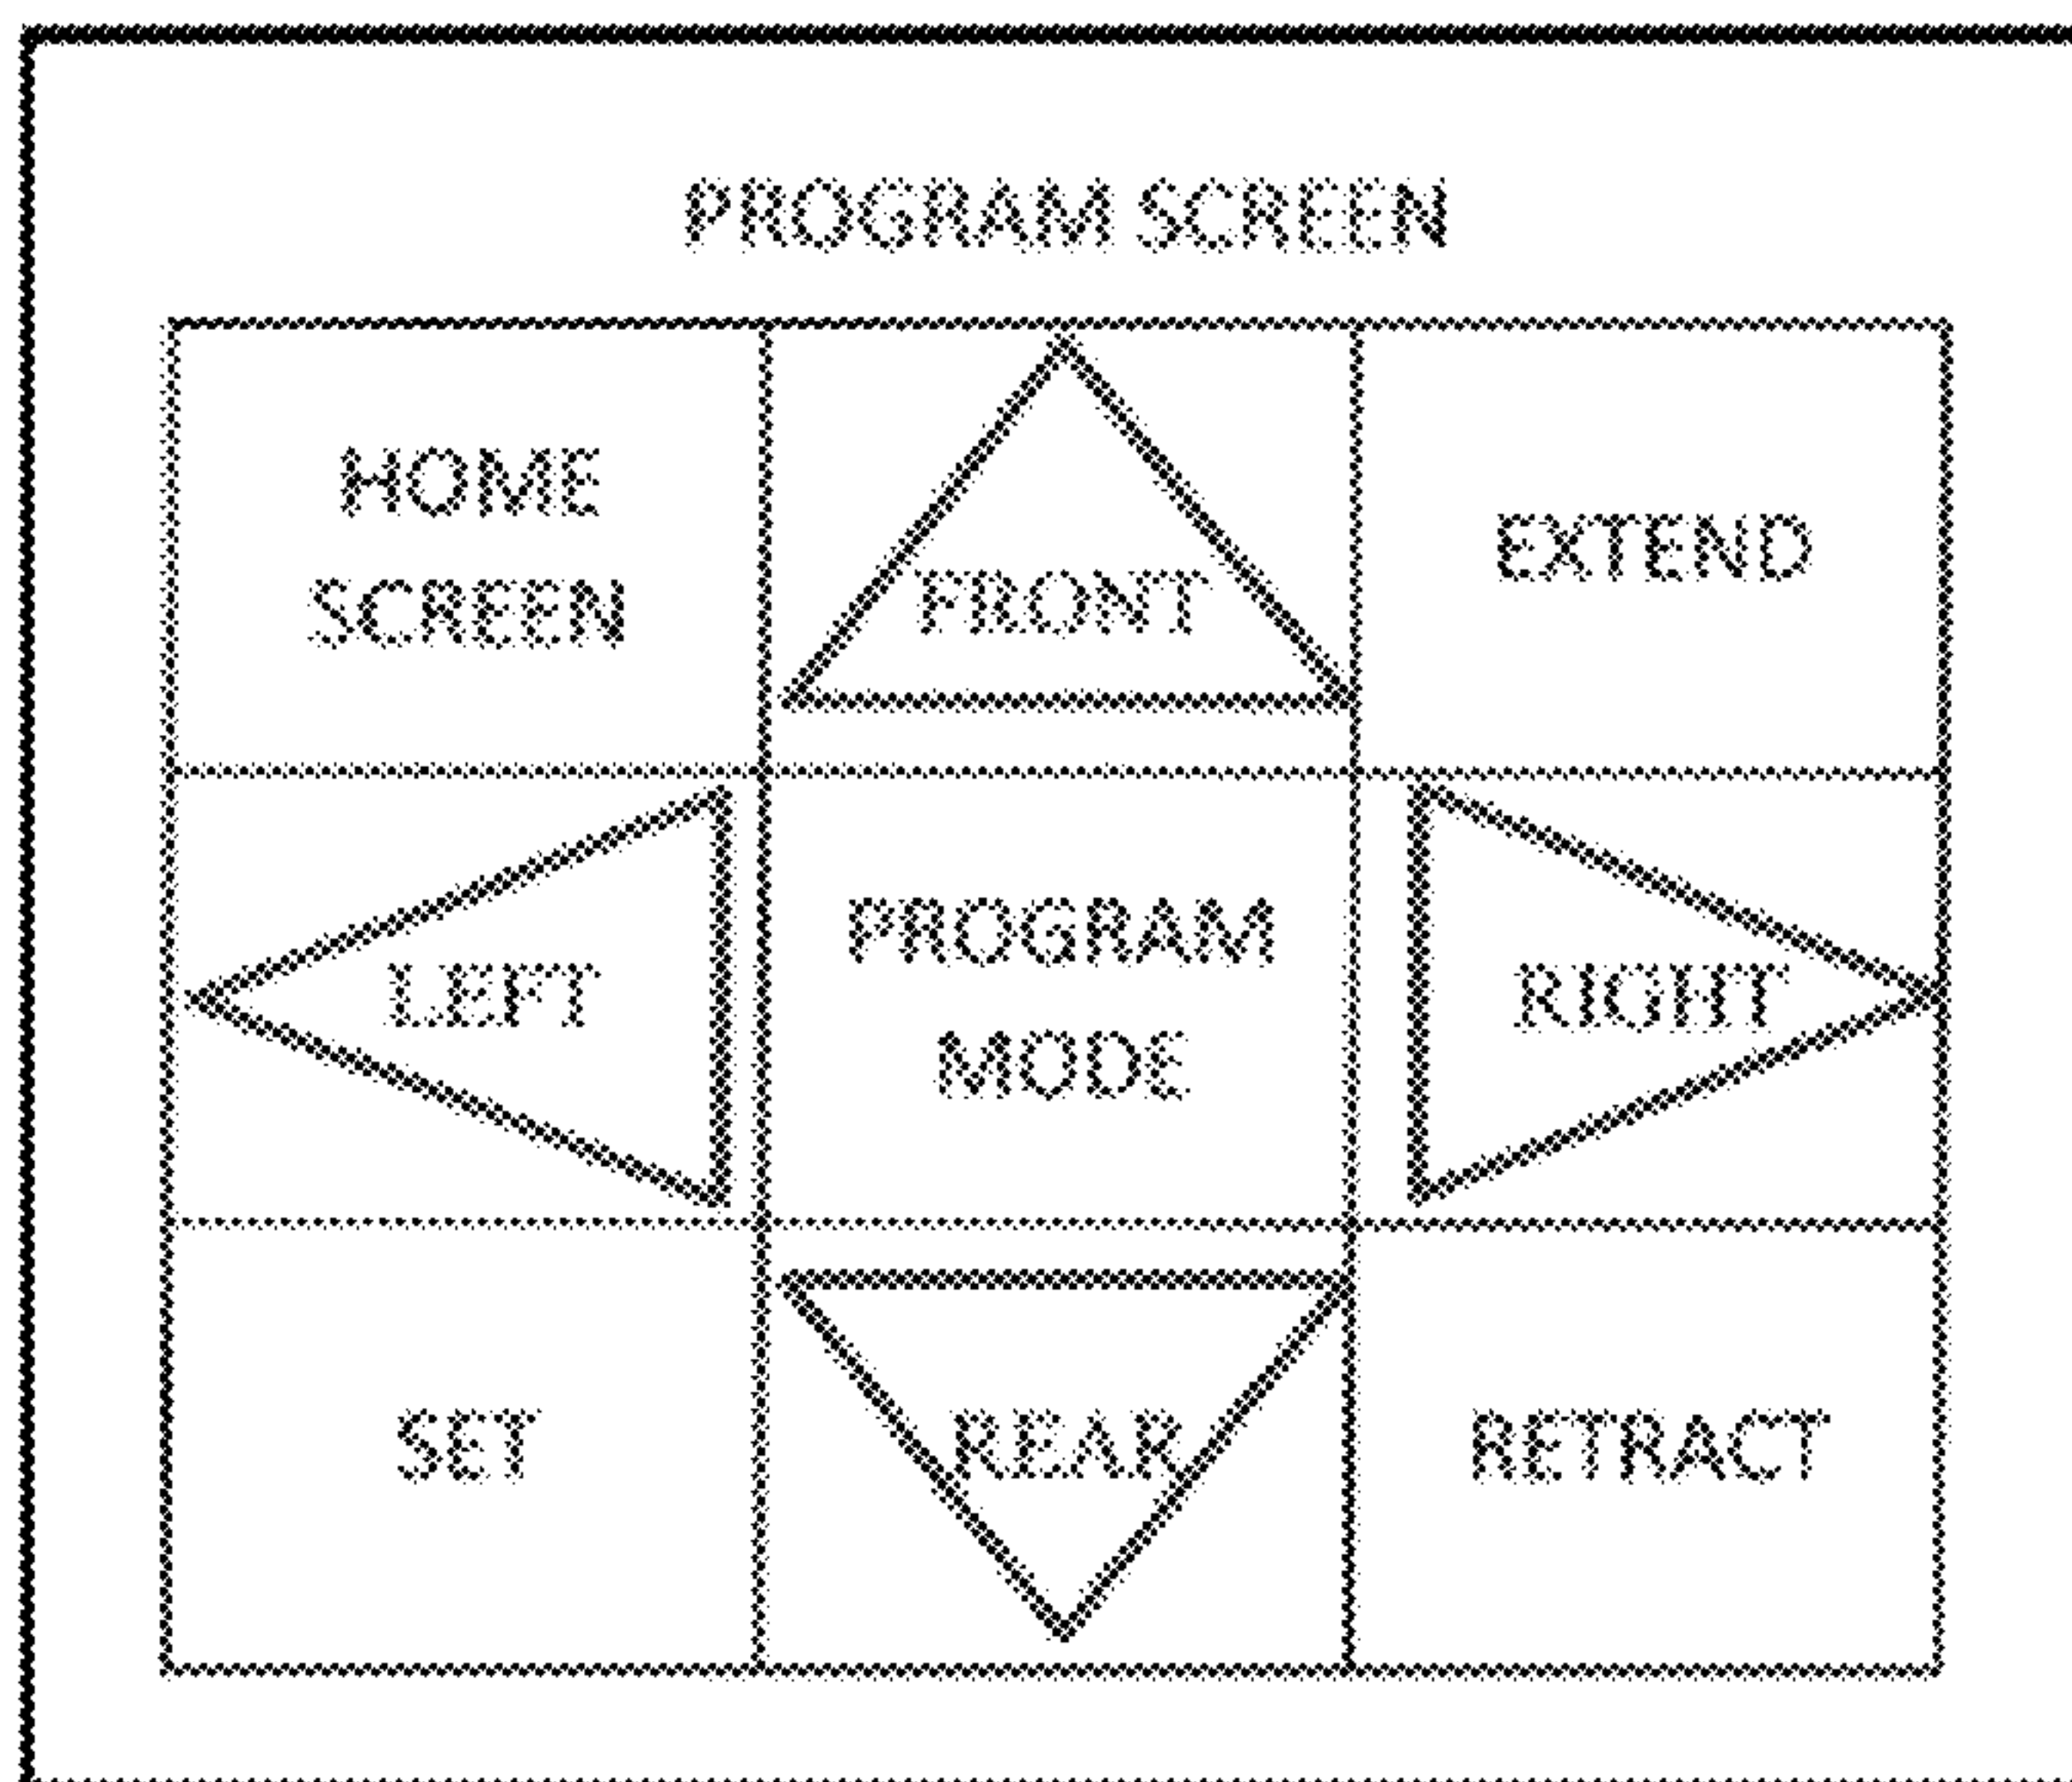 PROGRAM SCREEN
HOME
SCREEN
FRONT
EXTEND
LEFT
PROGRAM
MODE
RIGHT
SET
REAR
RETRACT